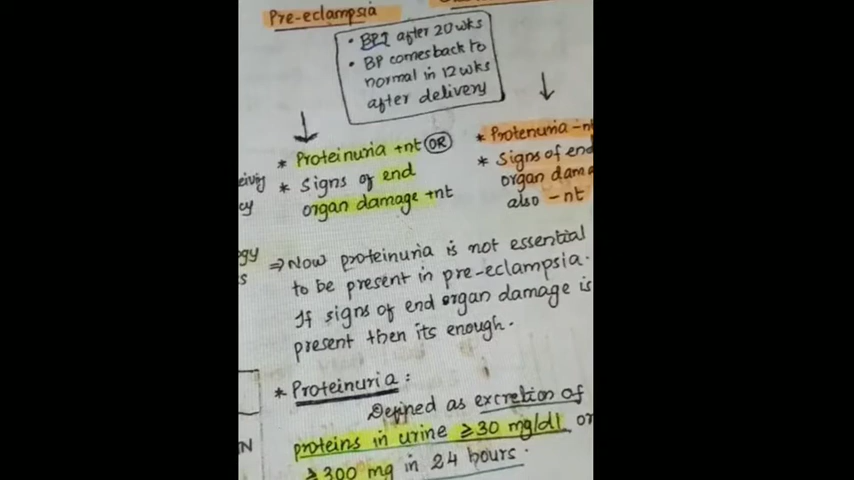 Pre-eclampsia
• BP↑ after 20 wks
• BP comes back to
normal in 12 wks
after delivery
* Proteinuria +nt OR
* Signs of end
organ damage +nt
* Protenuria -n
* Signs of end
organ dama
also -nt
⇒ Now proteinuria is not essential
to be present in pre-eclampsia.
If signs of end organ damage is
present then its enough.
* Proteinuria :
Defined as excretion of
proteins in urine ≥30 mg/dl or
≥300 mg in 24 hours.